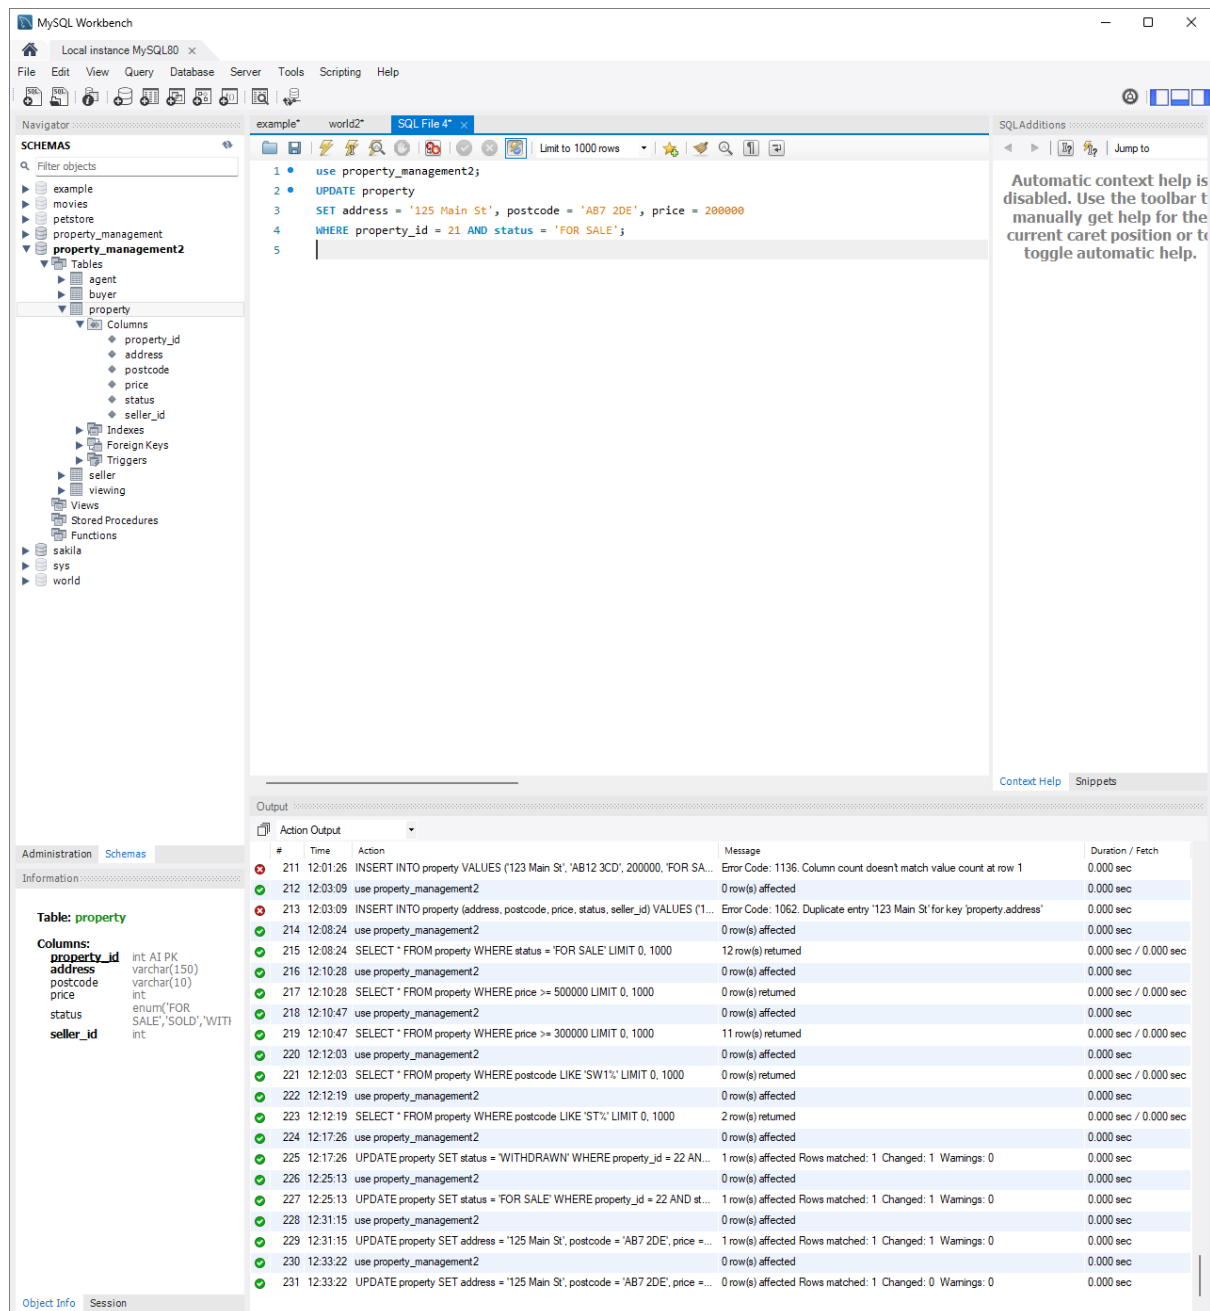 MySQL Workbench
Local instance MySQL80
File Edit View Query Database Server Tools Scripting Help
Navigator
SCHEMAS
Filter objects
example
movies
petstore
property_management
property_management2
Tables
agent
buyer
property
Columns
property_id
address
postcode
price
status
seller_id
Indexes
Foreign Keys
Triggers
seller
viewing
Views
Stored Procedures
Functions
sakila
sys
world
Administration Schemas
Information
Table: property
Columns:
property_id int AI PK
address varchar(150)
postcode varchar(10)
price int
status enum('FOR
SALE','SOLD','WITH
seller_id int
Object Info Session
example* world2* SQL File 4*
Limit to 1000 rows
1 use property_management2;
2 UPDATE property
3 SET address = '125 Main St', postcode = 'AB7 2DE', price = 200000
4 WHERE property_id = 21 AND status = 'FOR SALE';
5
SQLAdditions
Jump to
Automatic context help is
disabled. Use the toolbar t
manually get help for the
current caret position or to
toggle automatic help.
Context Help Snippets
Output
Action Output
# Time Action Message Duration / Fetch
211 12:01:26 INSERT INTO property VALUES ('123 Main St', 'AB12 3CD', 200000, 'FOR SA... Error Code: 1136. Column count doesn't match value count at row 1 0.000 sec
212 12:03:09 use property_management2 0 row(s) affected 0.000 sec
213 12:03:09 INSERT INTO property (address, postcode, price, status, seller_id) VALUES ('1... Error Code: 1062. Duplicate entry '123 Main St' for key 'property.address' 0.000 sec
214 12:08:24 use property_management2 0 row(s) affected 0.000 sec
215 12:08:24 SELECT * FROM property WHERE status = 'FOR SALE' LIMIT 0, 1000 12 row(s) returned 0.000 sec / 0.000 sec
216 12:10:28 use property_management2 0 row(s) affected 0.000 sec
217 12:10:28 SELECT * FROM property WHERE price >= 500000 LIMIT 0, 1000 0 row(s) returned 0.000 sec / 0.000 sec
218 12:10:47 use property_management2 0 row(s) affected 0.000 sec
219 12:10:47 SELECT * FROM property WHERE price >= 300000 LIMIT 0, 1000 11 row(s) returned 0.000 sec / 0.000 sec
220 12:12:03 use property_management2 0 row(s) affected 0.000 sec
221 12:12:03 SELECT * FROM property WHERE postcode LIKE 'SW1%' LIMIT 0, 1000 0 row(s) returned 0.000 sec / 0.000 sec
222 12:12:19 use property_management2 0 row(s) affected 0.000 sec
223 12:12:19 SELECT * FROM property WHERE postcode LIKE 'ST%' LIMIT 0, 1000 2 row(s) returned 0.000 sec / 0.000 sec
224 12:17:26 use property_management2 0 row(s) affected 0.000 sec
225 12:17:26 UPDATE property SET status = 'WITHDRAWN' WHERE property_id = 22 AN... 1 row(s) affected Rows matched: 1 Changed: 1 Warnings: 0 0.000 sec
226 12:25:13 use property_management2 0 row(s) affected 0.000 sec
227 12:25:13 UPDATE property SET status = 'FOR SALE' WHERE property_id = 22 AND st... 1 row(s) affected Rows matched: 1 Changed: 1 Warnings: 0 0.000 sec
228 12:31:15 use property_management2 0 row(s) affected 0.000 sec
229 12:31:15 UPDATE property SET address = '125 Main St', postcode = 'AB7 2DE', price =... 1 row(s) affected Rows matched: 1 Changed: 1 Warnings: 0 0.000 sec
230 12:33:22 use property_management2 0 row(s) affected 0.000 sec
231 12:33:22 UPDATE property SET address = '125 Main St', postcode = 'AB7 2DE', price =... 0 row(s) affected Rows matched: 1 Changed: 0 Warnings: 0 0.000 sec